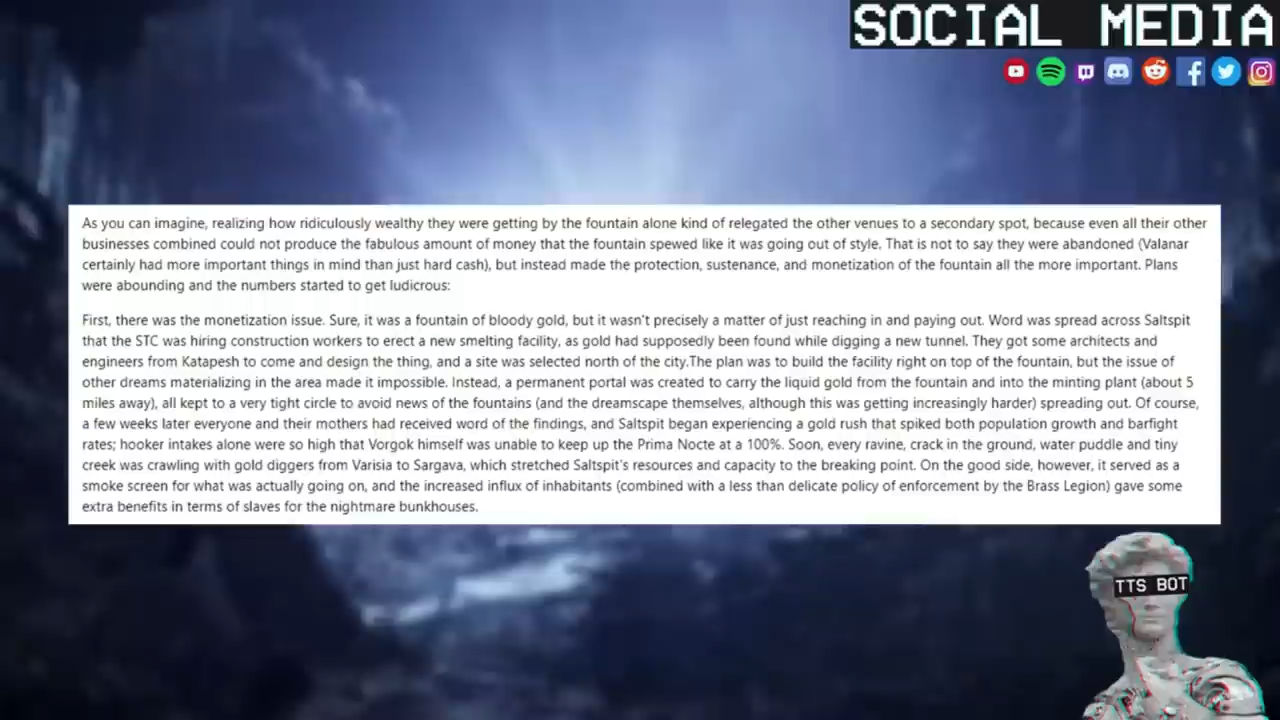 SOCIAL MEDIA
As you can imagine, realizing how ridiculously wealthy they were getting by the fountain alone kind of relegated the other venues to a secondary spot, because even all their other
businesses combined could not produce the fabulous amount of money that the fountain spewed like it was going out of style. That is not to say they were abandoned (Valanar
certainly had more important things in mind than just hard cash), but instead made the protection, sustenance, and monetization of the fountain all the more important. Plans
were abounding and the numbers started to get ludicrous:
First, there was the monetization issue. Sure, it was a fountain of bloody gold, but it wasn't precisely a matter of just reaching in and paying out. Word was spread across Saltspit
that the STC was hiring construction workers to erect a new smelting facility, as gold had supposedly been found while digging a new tunnel. They got some architects and
engineers from Katapesh to come and design the thing, and a site was selected north of the city.The plan was to build the facility right on top of the fountain, but the issue of
other dreams materializing in the area made it impossible. Instead, a permanent portal was created to carry the liquid gold from the fountain and into the minting plant (about 5
miles away), all kept to a very tight circle to avoid news of the fountains (and the dreamscape themselves, although this was getting increasingly harder) spreading out. Of course,
a few weeks later everyone and their mothers had received word of the findings, and Saltspit began experiencing a gold rush that spiked both population growth and barfight
rates; hooker intakes alone were so high that Vorgok himself was unable to keep up the Prima Nocte at a 100%. Soon, every ravine, crack in the ground, water puddle and tiny
creek was crawling with gold diggers from Varisia to Sargava, which stretched Saltspit's resources and capacity to the breaking point. On the good side, however, it served as a
smoke screen for what was actually going on, and the increased influx of inhabitants (combined with a less than delicate policy of enforcement by the Brass Legion) gave some
extra benefits in terms of slaves for the nightmare bunkhouses.
TTS BOT